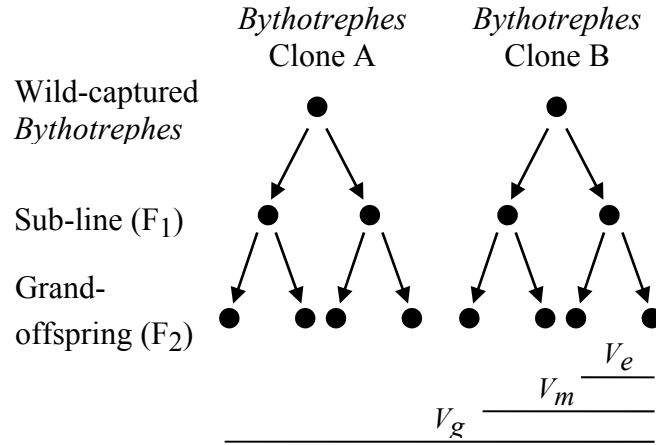 Bythotrephes Bythotrephes
Clone A Clone B
Wild-captured
Bythotrephes
Sub-line (F1)
Grand-
offspring (F2)
Ve
Vm
Vg